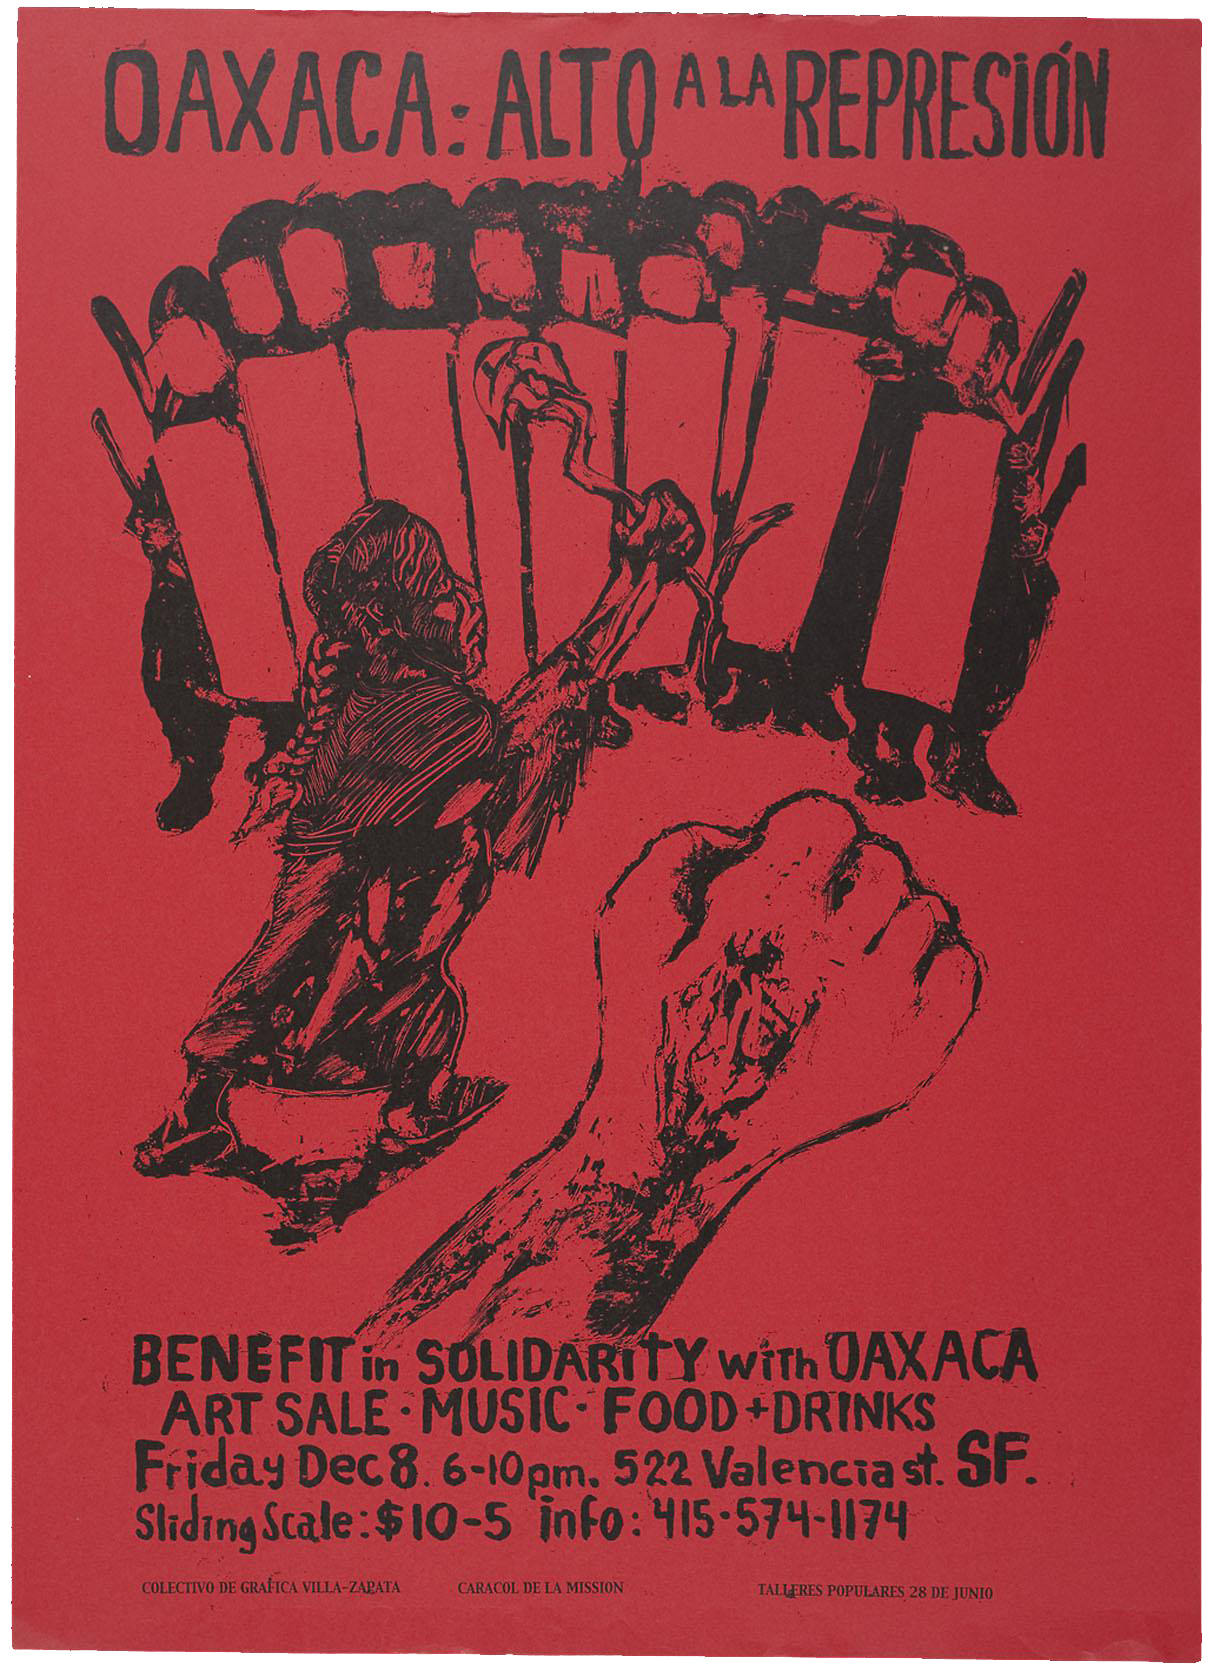 OAXACA: ALTO A LA REPRESIÓN
BENEFIT in SOLIDARITY with OAXACA
ART SALE · MUSIC · FOOD + DRINKS
Friday Dec 8. 6-10pm. 522 Valencia st. SF.
Sliding Scale: $10-5 info: 415·574-1174
COLECTIVO DE GRAFICA VILLA-ZAPATA CARACOL DE LA MISSION TALLERES POPULARES 28 DE JUNIO